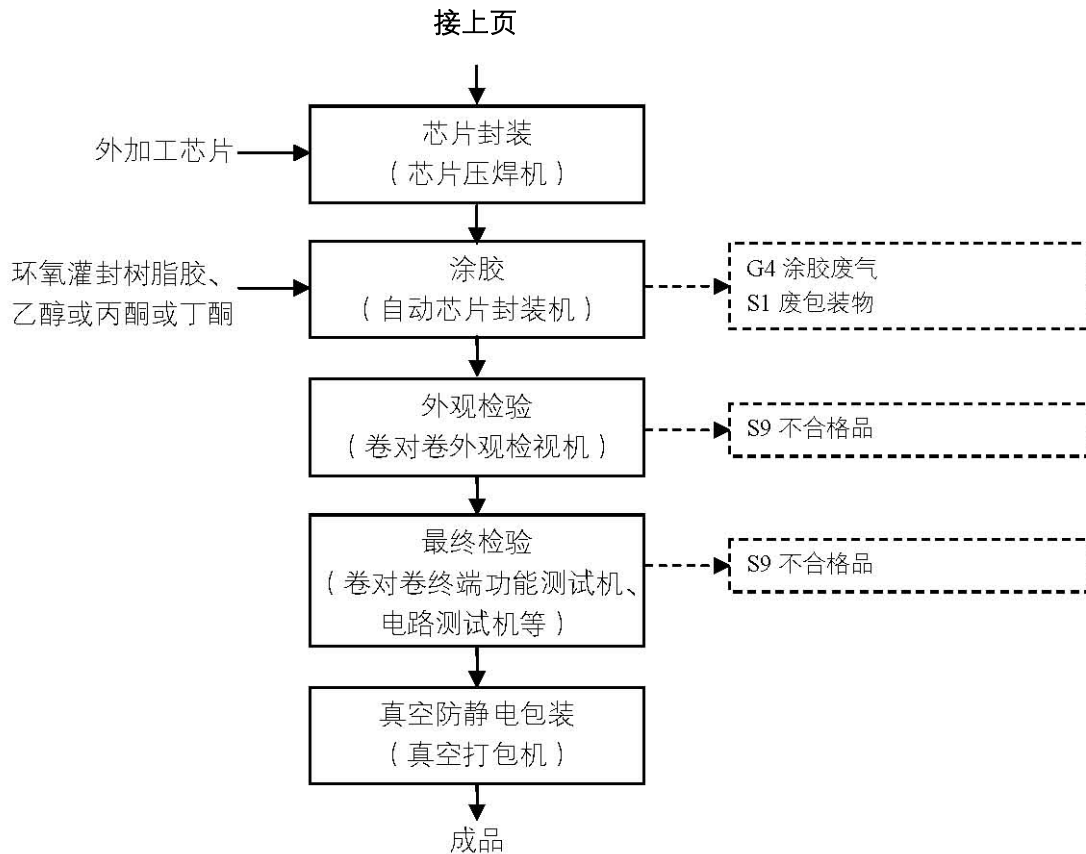 接上页
芯片封装
(芯片压焊机)
外加工芯片
涂胶
(自动芯片封装机)
环氧灌封树脂胶、
乙醇或丙酮或丁酮
G4 涂胶废气
S1 废包装物
外观检验
(卷对卷外观检视机)
S9 不合格品
最终检验
(卷对卷终端功能测试机、
电路测试机等)
S9 不合格品
真空防静电包装
(真空打包机)
成品